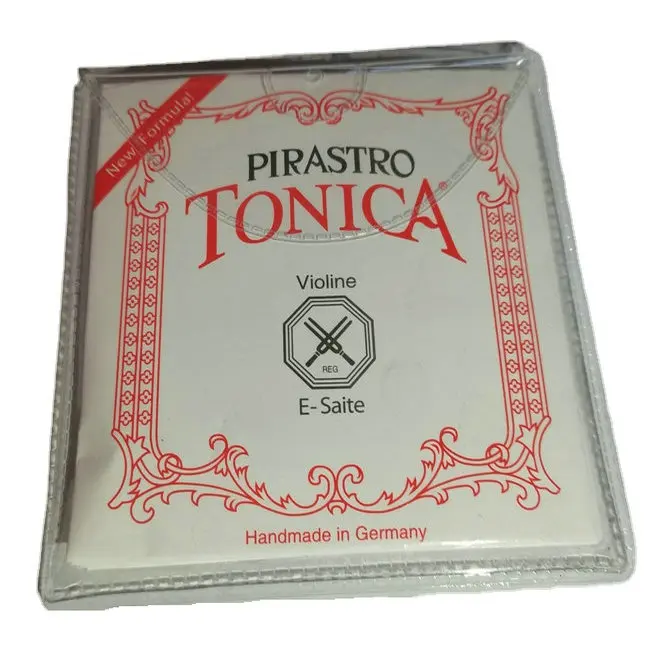 New Formula!
PIRASTRO
TONICA®
Violine
REG
E-Saite
Handmade in Germany